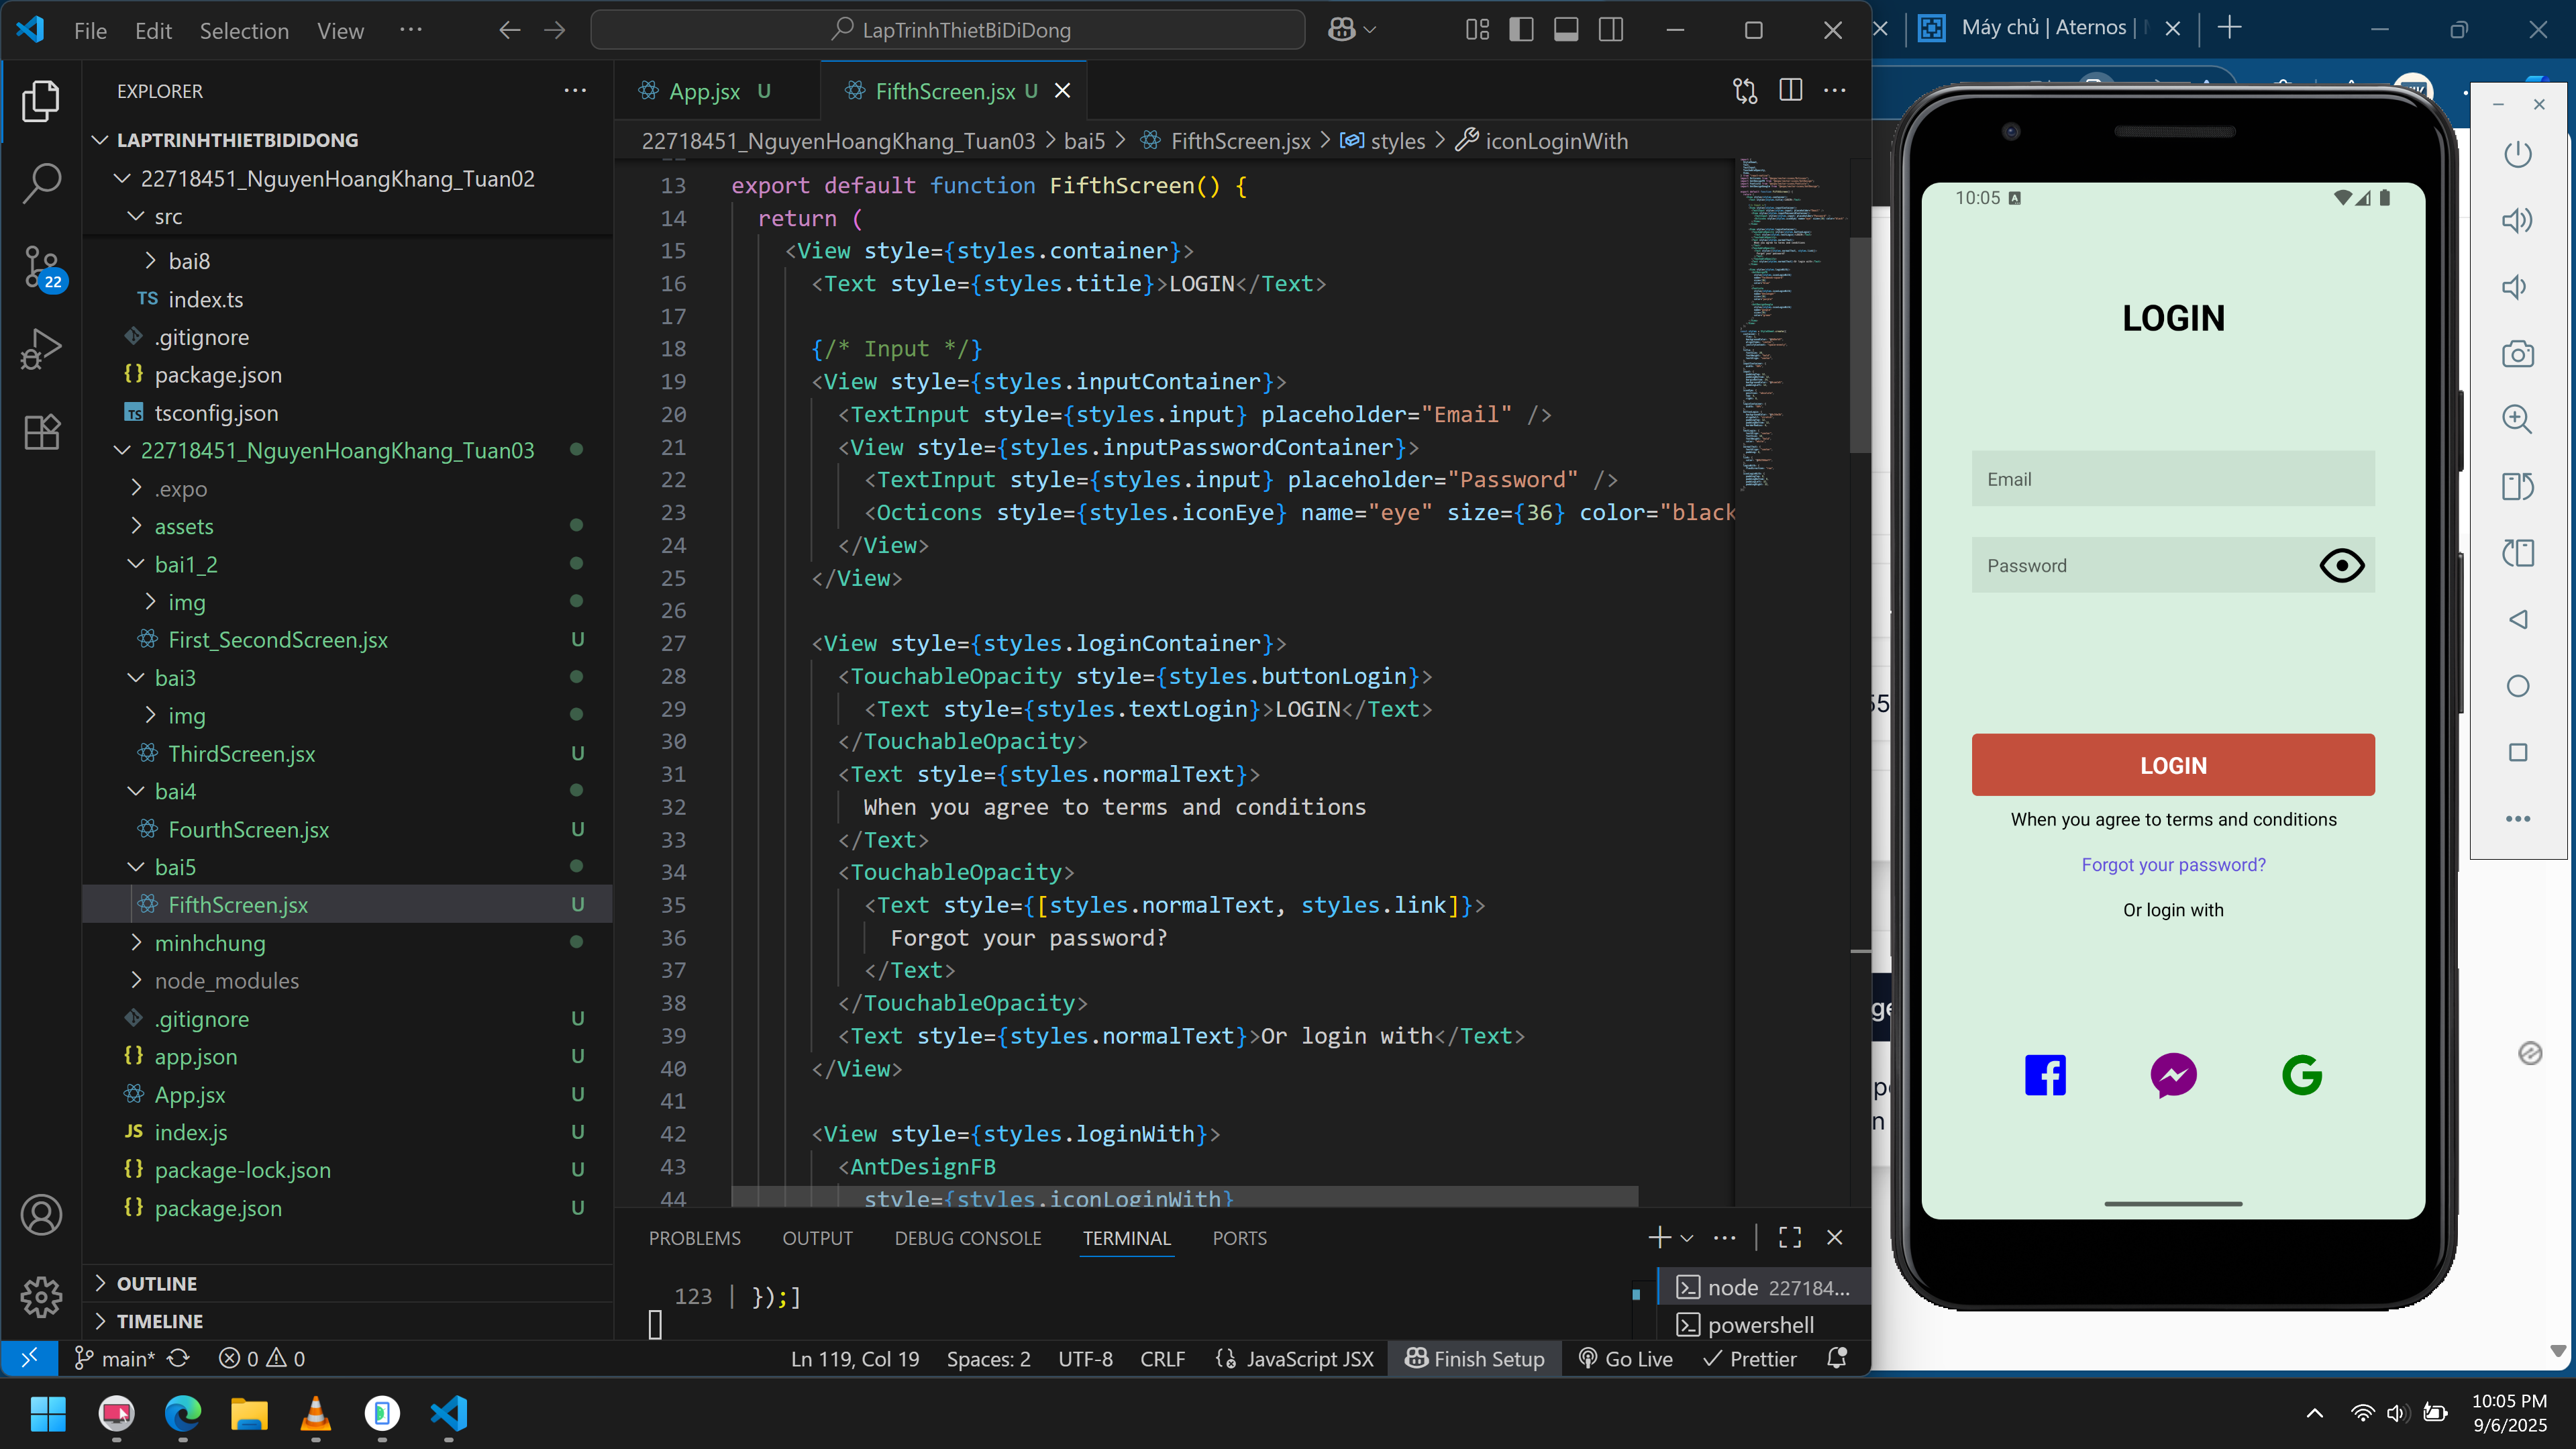 File Edit Selection View ··· LapTrinhThietBiDiDong
Máy chủ | Aternos |
EXPLORER
LAPTRINHTHIETBIDIDONG
22718451_NguyenHoangKhang_Tuan02
src
bai8
TS index.ts
.gitignore
{} package.json
TS tsconfig.json
22718451_NguyenHoangKhang_Tuan03
.expo
assets
bai1_2
img
First_SecondScreen.jsx U
bai3
img
ThirdScreen.jsx U
bai4
FourthScreen.jsx U
bai5
FifthScreen.jsx U
minhchung
node_modules
.gitignore U
{} app.json U
App.jsx U
JS index.js U
{} package-lock.json U
{} package.json U
OUTLINE
TIMELINE
22
App.jsx U FifthScreen.jsx U
22718451_NguyenHoangKhang_Tuan03 > bai5 > FifthScreen.jsx > styles > iconLoginWith
13 export default function FifthScreen() {
14 return (
15 <View style={styles.container}>
16 <Text style={styles.title}>LOGIN</Text>
17
18 {/* Input */}
19 <View style={styles.inputContainer}>
20 <TextInput style={styles.input} placeholder="Email" />
21 <View style={styles.inputPasswordContainer}>
22 <TextInput style={styles.input} placeholder="Password" />
23 <Octicons style={styles.iconEye} name="eye" size={36} color="black
24 </View>
25 </View>
26
27 <View style={styles.loginContainer}>
28 <TouchableOpacity style={styles.buttonLogin}>
29 <Text style={styles.textLogin}>LOGIN</Text>
30 </TouchableOpacity>
31 <Text style={styles.normalText}>
32 When you agree to terms and conditions
33 </Text>
34 <TouchableOpacity>
35 <Text style={[styles.normalText, styles.link]}>
36 Forgot your password?
37 </Text>
38 </TouchableOpacity>
39 <Text style={styles.normalText}>Or login with</Text>
40 </View>
41
42 <View style={styles.loginWith}>
43 <AntDesignFB
44 style={styles.iconLoginWith}
PROBLEMS OUTPUT DEBUG CONSOLE TERMINAL PORTS
123 | });]
node 227184...
powershell
main* 0 0 Ln 119, Col 19 Spaces: 2 UTF-8 CRLF JavaScript JSX Finish Setup Go Live Prettier
10:05
LOGIN
Email
Password
LOGIN
When you agree to terms and conditions
Forgot your password?
Or login with
10:05 PM
9/6/2025